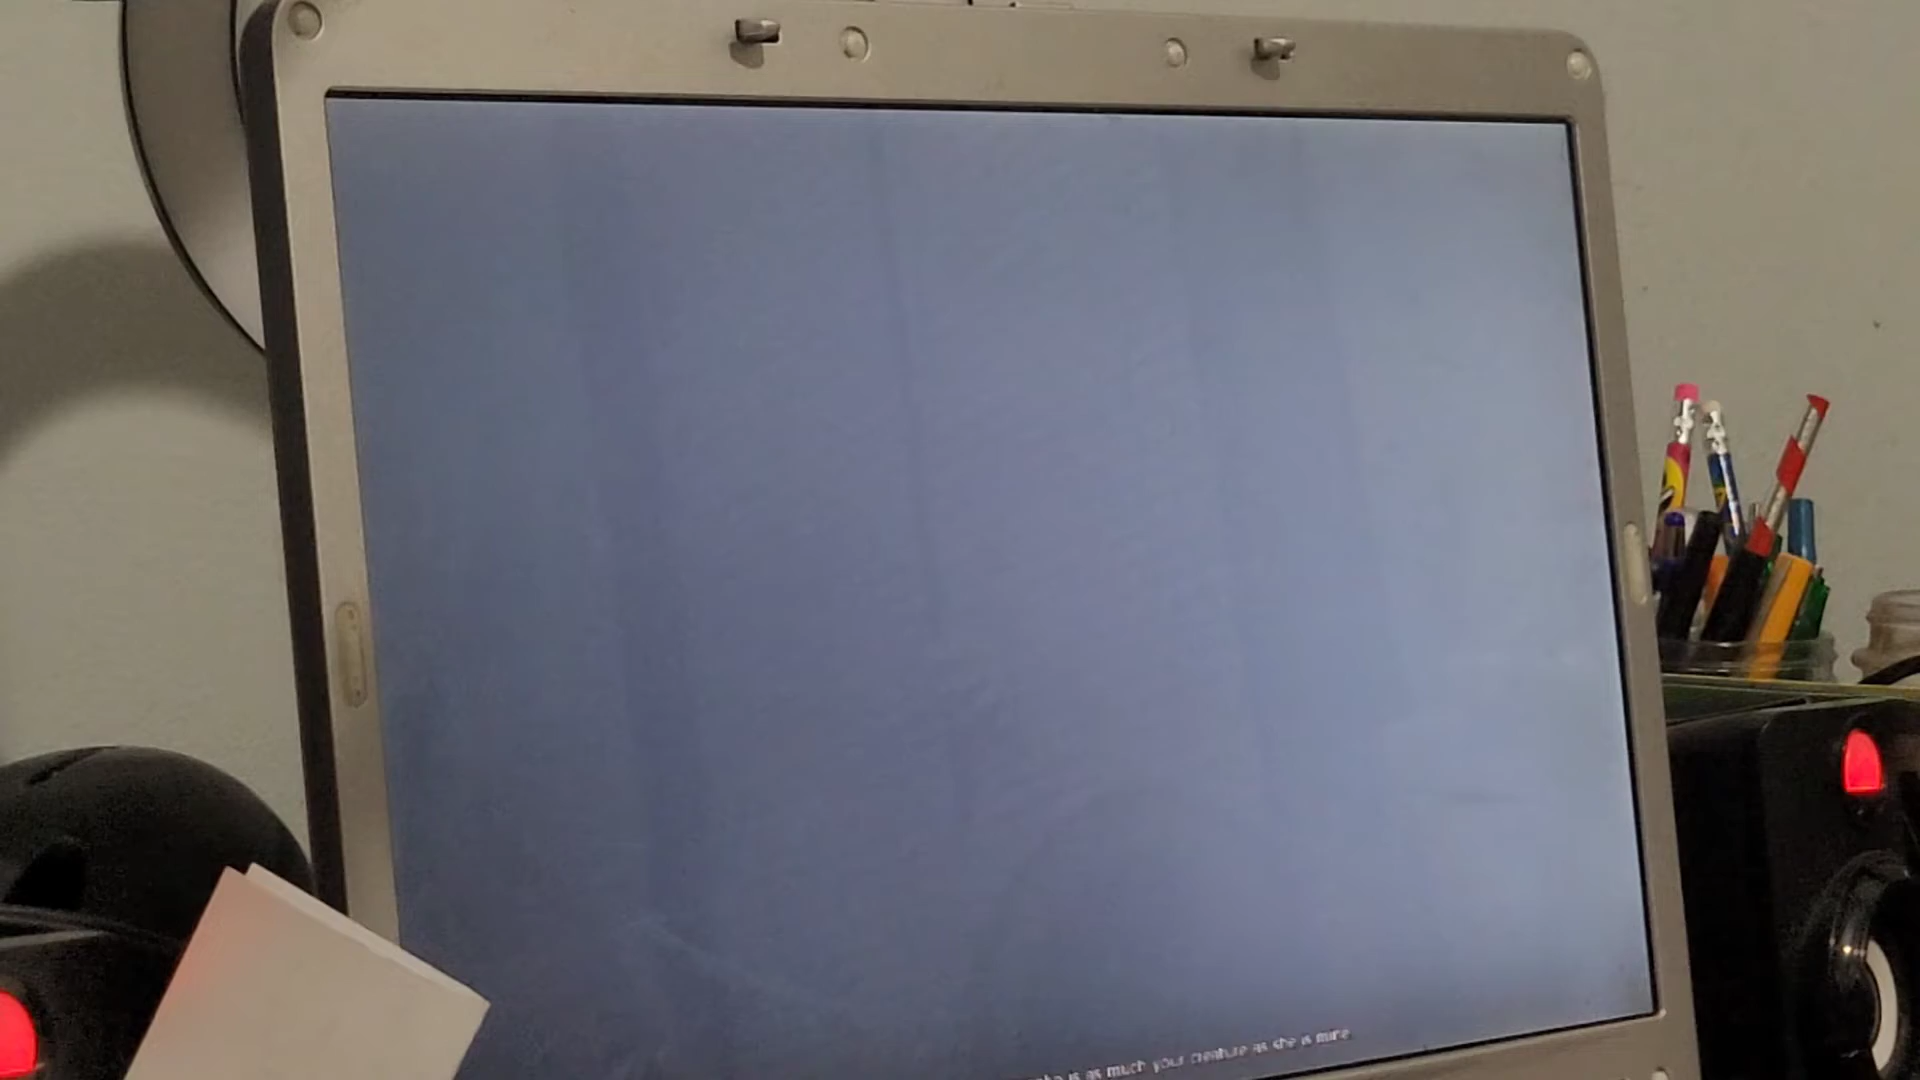 she is as much your creature as she is mine.